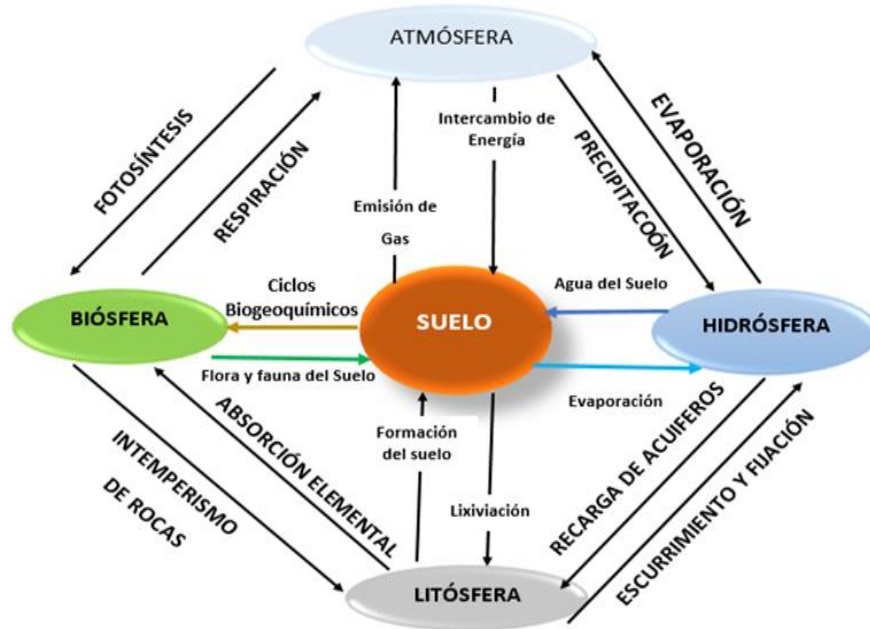 ATMÓSFERA
FOTOSÍNTESIS
RESPIRACIÓN
Emisión de
Gas
Intercambio de
Energía
PRECIPITACOÓN
EVAPORACIÓN
BIÓSFERA
Ciclos
Biogeoquímicos
SUELO
Agua del Suelo
HIDRÓSFERA
Flora y fauna del Suelo
Evaporación
INTEMPERISMO
DE ROCAS
ABSORCIÓN ELEMENTAL
Formación
del suelo
Lixiviación
RECARGA DE ACUIFEROS
ESCURRIMIENTO Y FIJACIÓN
LITÓSFERA